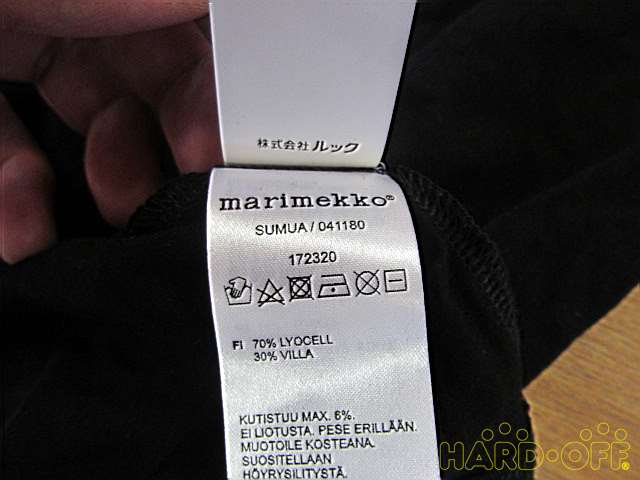 株式会社ルック
marimekko®
SUMUA / 041180
172320
FI 70% LYOCELL
30% VILLA
KUTISTUU MAX. 6%.
EI LIOTUSTA. PESE ERILLÄÄN.
MUOTOILE KOSTEANA.
SUOSITELLAAN
HÖYRYSILITYSTÄ.
HARD·OFF